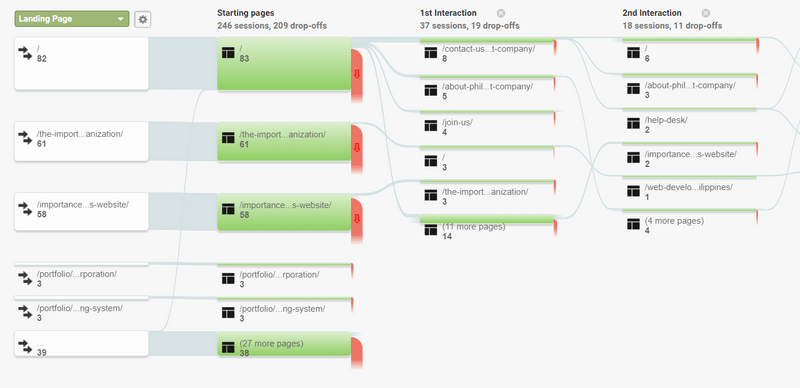 Landing Page
Starting pages
246 sessions, 209 drop-offs
1st Interaction
37 sessions, 19 drop-offs
2nd Interaction
18 sessions, 11 drop-offs
/
82
/the-import...anization/
61
/importance...s-website/
58
/portfolio/...rporation/
3
/portfolio/...ng-system/
3
...
39
/
83
/the-import...anization/
61
/importance...s-website/
58
/portfolio/...rporation/
3
/portfolio/...ng-system/
3
(27 more pages)
38
/contact-us...t-company/
8
/about-phil...t-company/
5
/join-us/
4
/
3
/the-import...anization/
3
(11 more pages)
14
/
6
/about-phil...t-company/
3
/help-desk/
2
/importance...s-website/
2
/web-develo...ilippines/
1
(4 more pages)
4